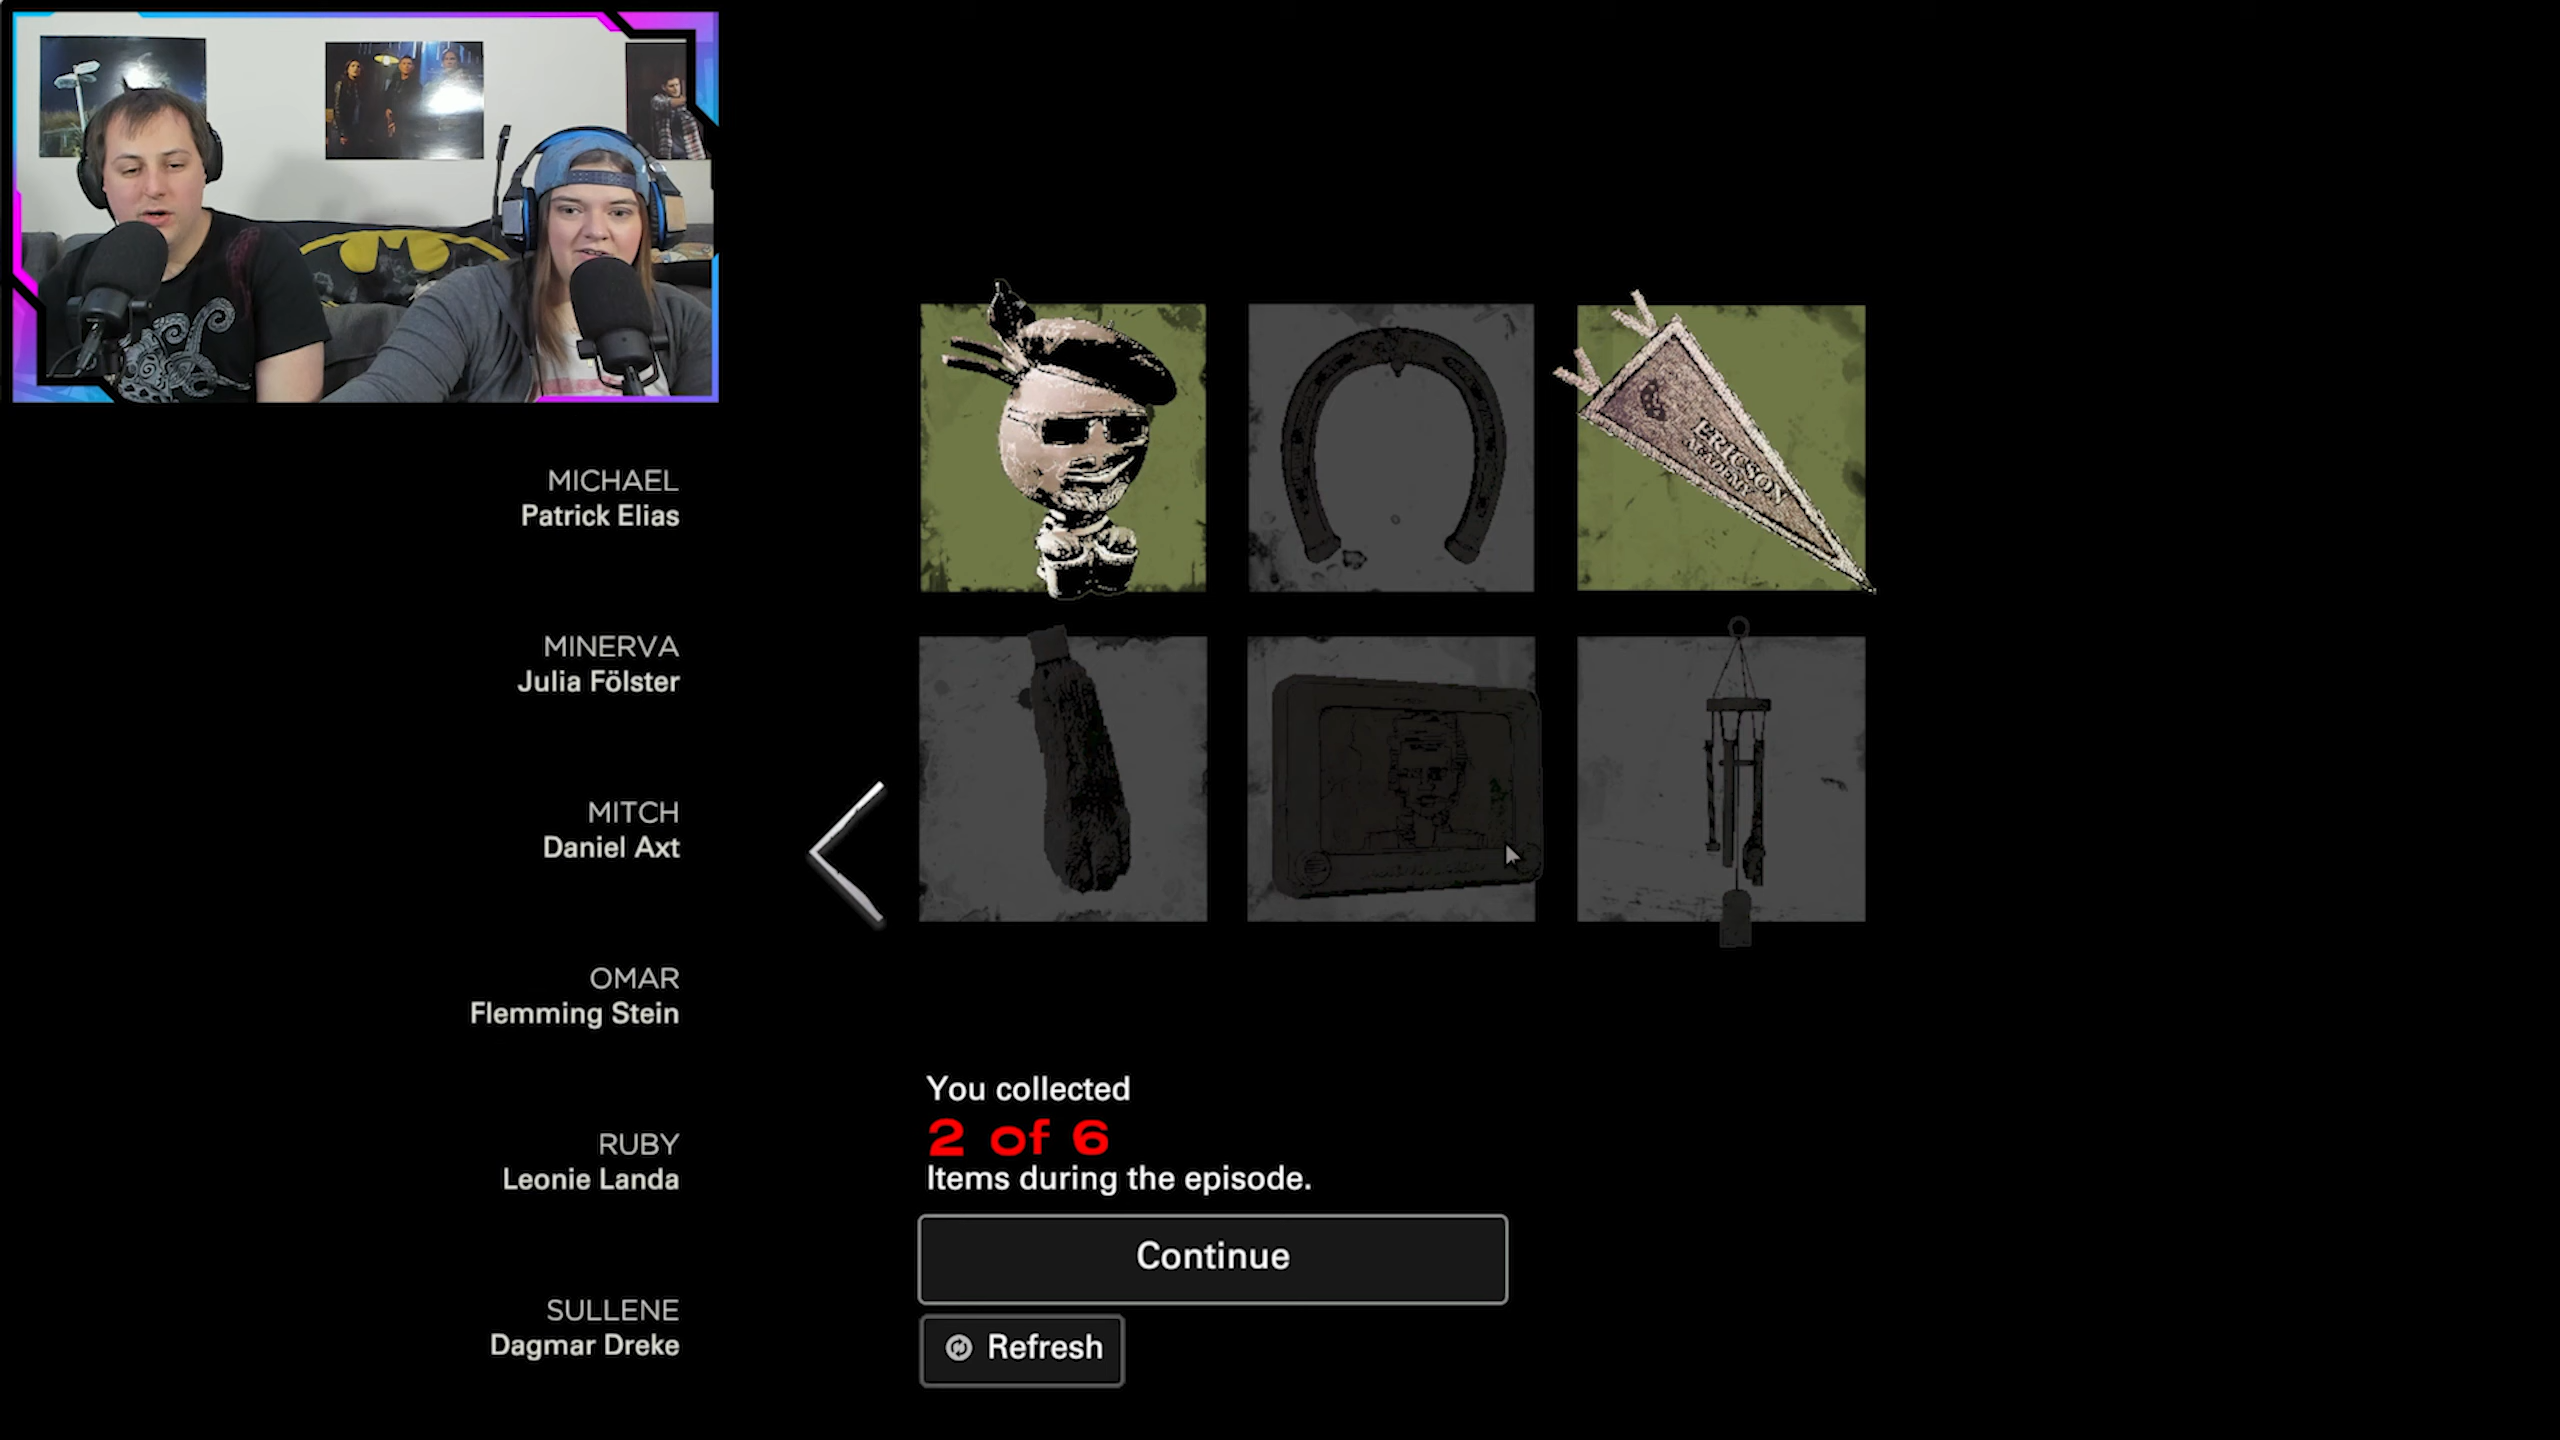 MICHAEL
Patrick Elias
MINERVA
Julia Fölster
MITCH
Daniel Axt
OMAR
Flemming Stein
RUBY
Leonie Landa
SULLENE
Dagmar Dreke
ERICSON
ACADEMY
You collected
2 of 6
Items during the episode.
Continue
Refresh